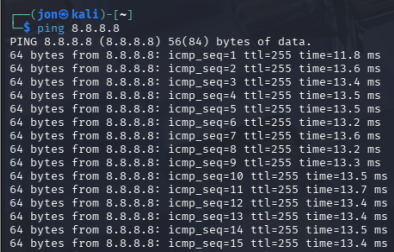 ┌──(jon㉿kali)-[~]
└─$ ping 8.8.8.8
PING 8.8.8.8 (8.8.8.8) 56(84) bytes of data.
64 bytes from 8.8.8.8: icmp_seq=1 ttl=255 time=11.8 ms
64 bytes from 8.8.8.8: icmp_seq=2 ttl=255 time=13.6 ms
64 bytes from 8.8.8.8: icmp_seq=3 ttl=255 time=13.4 ms
64 bytes from 8.8.8.8: icmp_seq=4 ttl=255 time=13.5 ms
64 bytes from 8.8.8.8: icmp_seq=5 ttl=255 time=13.5 ms
64 bytes from 8.8.8.8: icmp_seq=6 ttl=255 time=13.2 ms
64 bytes from 8.8.8.8: icmp_seq=7 ttl=255 time=13.6 ms
64 bytes from 8.8.8.8: icmp_seq=8 ttl=255 time=13.2 ms
64 bytes from 8.8.8.8: icmp_seq=9 ttl=255 time=13.3 ms
64 bytes from 8.8.8.8: icmp_seq=10 ttl=255 time=13.5 ms
64 bytes from 8.8.8.8: icmp_seq=11 ttl=255 time=13.7 ms
64 bytes from 8.8.8.8: icmp_seq=12 ttl=255 time=13.4 ms
64 bytes from 8.8.8.8: icmp_seq=13 ttl=255 time=13.4 ms
64 bytes from 8.8.8.8: icmp_seq=14 ttl=255 time=13.5 ms
64 bytes from 8.8.8.8: icmp_seq=15 ttl=255 time=13.4 ms